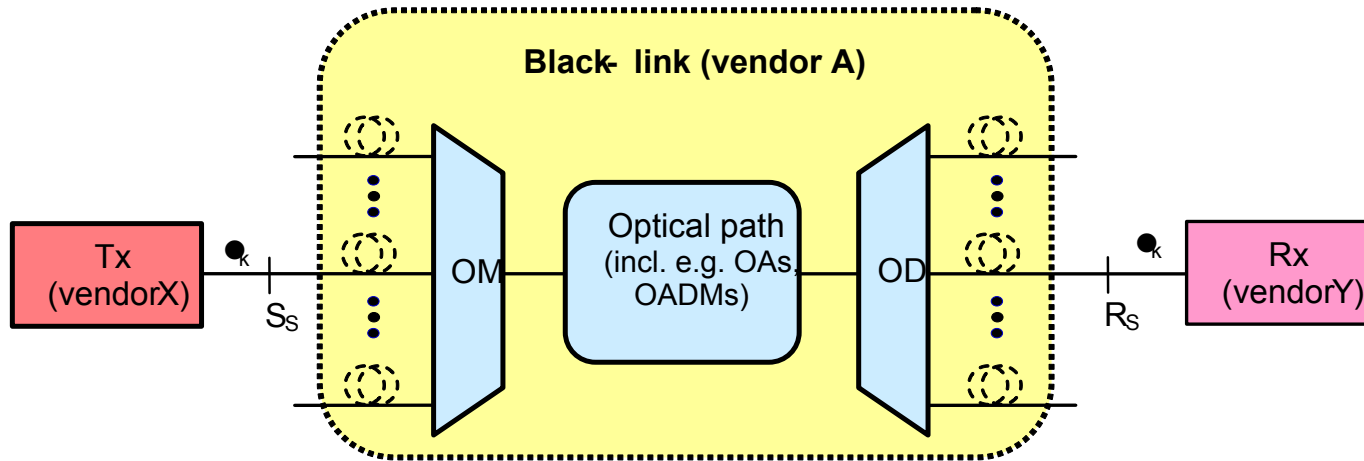 Black- link (vendor A)
Tx
(vendorX)
●k
SS
OM
Optical path
(incl. e.g. OAs,
OADMs)
OD
●k
RS
Rx
(vendorY)